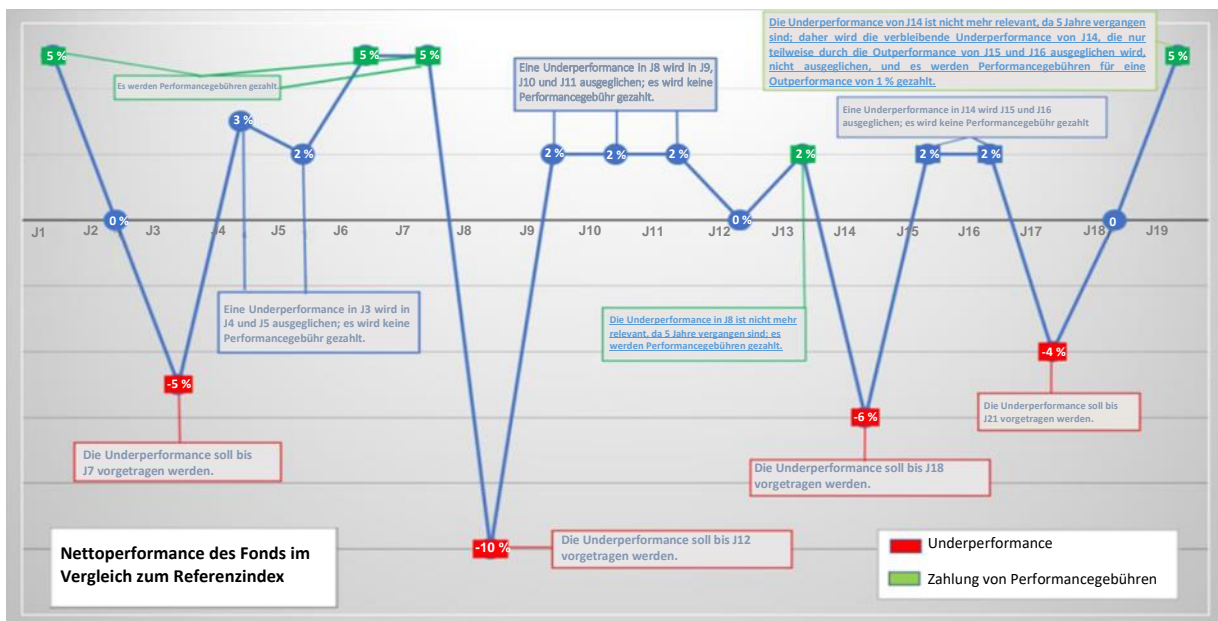 Die Underperformance von J14 ist nicht mehr relevant, da 5 Jahre vergangen
sind; daher wird die verbleibende Underperformance von J14, die nur
teilweise durch die Outperformance von J15 und J16 ausgeglichen wird,
nicht ausgeglichen, und es werden Performancegebühren für eine
Outperformance von 1 % gezahlt.
5 %
5 %
5 %
5 %
Es werden Performancegebühren gezahlt.
Eine Underperformance in J8 wird in J9,
J10 und J11 ausgeglichen; es wird keine
Performancegebühr gezahlt.
Eine Underperformance in J14 wird J15 und J16
ausgeglichen; es wird keine Performancegebühr gezahlt
3 %
2 %
2 %
2 %
2 %
2 %
2 %
2 %
0 %
0 %
0
J1
J2
J3
J4
J5
J6
J7
J8
J9
J10
J11
J12
J13
J14
J15
J16
J17
J18
J19
Eine Underperformance in J3 wird in
J4 und J5 ausgeglichen; es wird keine
Performancegebühr gezahlt.
Die Underperformance in J8 ist nicht mehr
relevant, da 5 Jahre vergangen sind; es
werden Performancegebühren gezahlt.
-5 %
-4 %
-6 %
Die Underperformance soll bis
J21 vorgetragen werden.
Die Underperformance soll bis
J7 vorgetragen werden.
Die Underperformance soll bis J18
vorgetragen werden.
-10 %
Die Underperformance soll bis J12
vorgetragen werden.
Nettoperformance des Fonds im
Vergleich zum Referenzindex
Underperformance
Zahlung von Performancegebühren